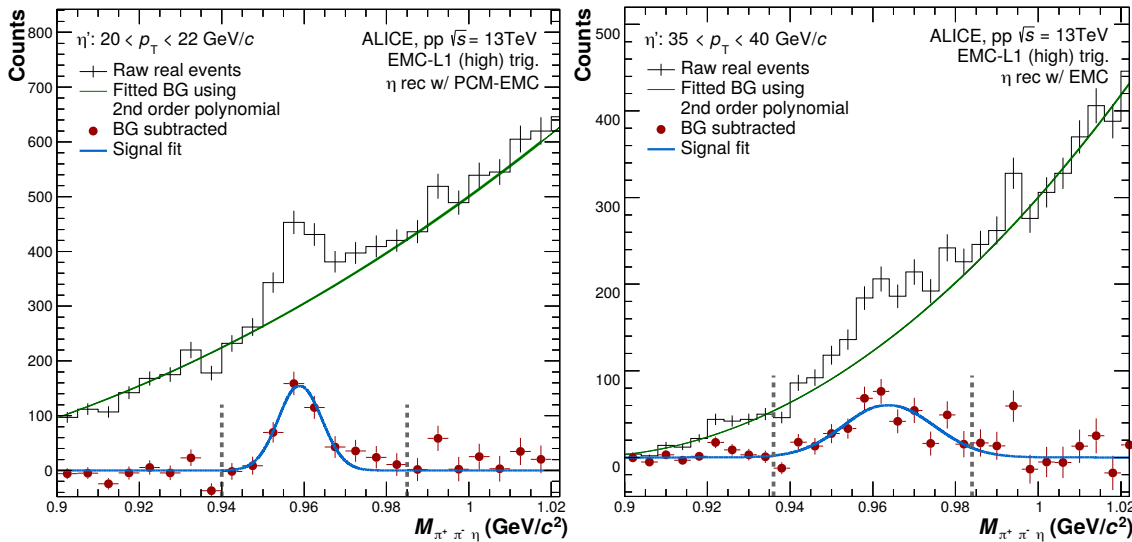 η': 20 < p_T < 22 GeV/c
ALICE, pp √s = 13TeV
EMC-L1 (high) trig.
η rec w/ PCM-EMC
Raw real events
Fitted BG using
2nd order polynomial
BG subtracted
Signal fit
Counts
800
700
600
500
400
300
200
100
0
0.9
0.92
0.94
0.96
0.98
1
1.02
M_π⁺ π⁻ η (GeV/c²)
η': 35 < p_T < 40 GeV/c
ALICE, pp √s = 13TeV
EMC-L1 (high) trig.
η rec w/ EMC
Raw real events
Fitted BG using
2nd order polynomial
BG subtracted
Signal fit
Counts
500
400
300
200
100
0
0.9
0.92
0.94
0.96
0.98
1
1.02
M_π⁺ π⁻ η (GeV/c²)